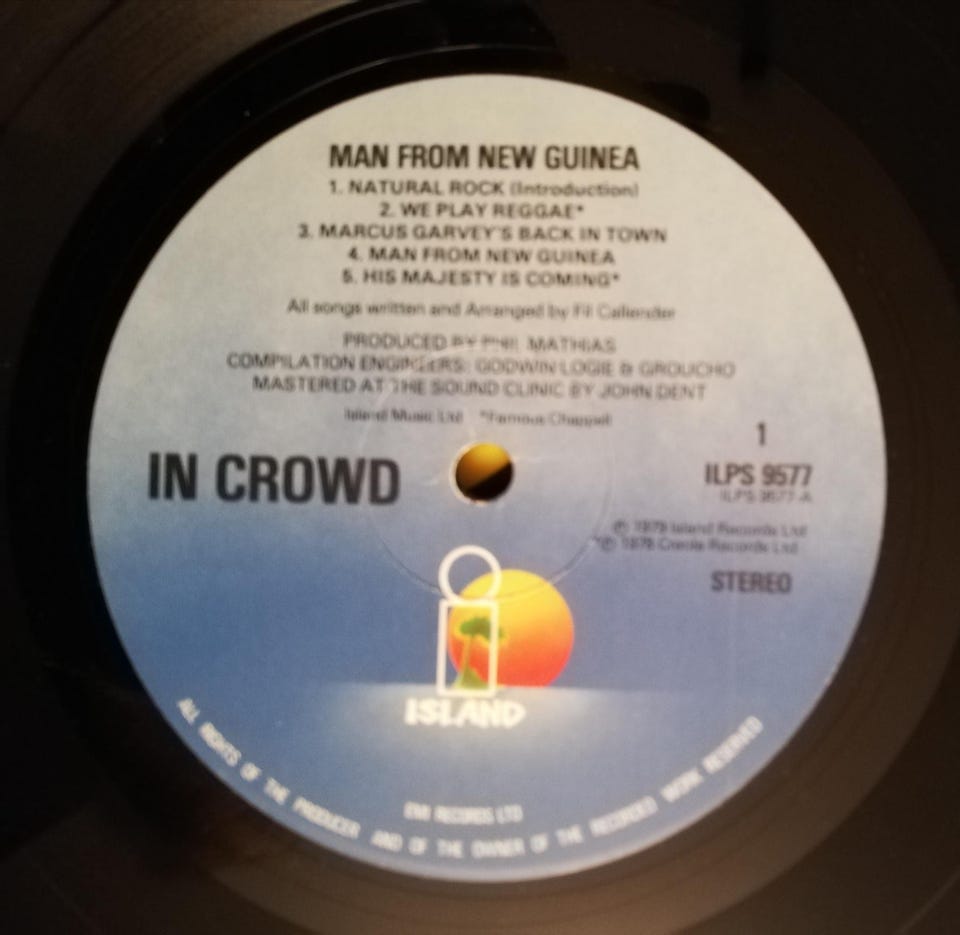 MAN FROM NEW GUINEA
1. NATURAL ROCK (Introduction)
2. WE PLAY REGGAE*
3. MARCUS GARVEY'S BACK IN TOWN
4. MAN FROM NEW GUINEA
5. HIS MAJESTY IS COMING*
All songs written and Arranged by Fil Callender
PRODUCED BY PHIL MATHIAS
COMPILATION ENGINEERS: GODWIN LOGIE & GROUCHO
MASTERED AT THE SOUND CLINIC BY JOHN DENT
Island Music Ltd *Famous Chappell
1
IN CROWD
ILPS 9577
ILPS 9577-A
Island Records Ltd
1978 Creole Records Ltd
STEREO
ISLAND
RECORDS LTD
ALL RIGHTS OF THE PRODUCER AND OF THE OWNER OF THE RECORDED WORK RESERVED